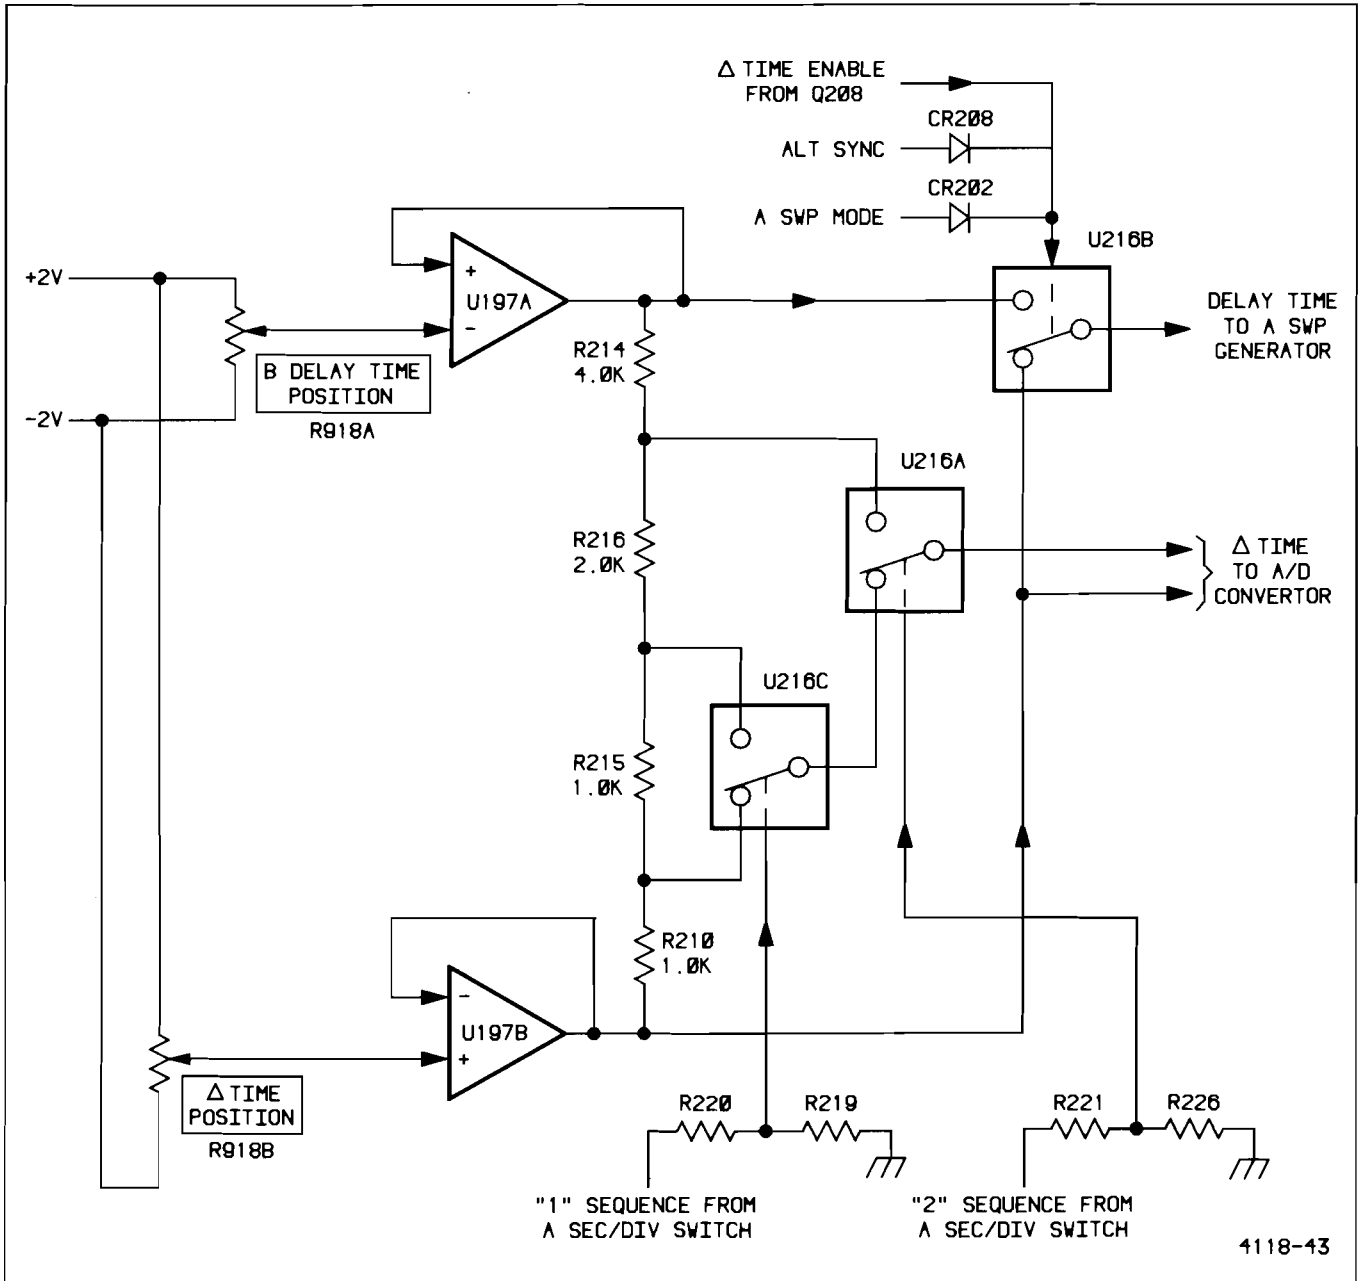 Δ TIME ENABLE
FROM Q208
CR208
ALT SYNC
CR202
A SWP MODE
U216B
+2V
+
U197A
-
DELAY TIME
TO A SWP
GENERATOR
R214
4.0K
B DELAY TIME
POSITION
R918A
-2V
U216A
R216
2.0K
Δ TIME
TO A/D
CONVERTOR
U216C
R215
1.0K
R210
1.0K
-
U197B
+
Δ TIME
POSITION
R918B
R220
R219
R221
R226
"1" SEQUENCE FROM
A SEC/DIV SWITCH
"2" SEQUENCE FROM
A SEC/DIV SWITCH
4118-43